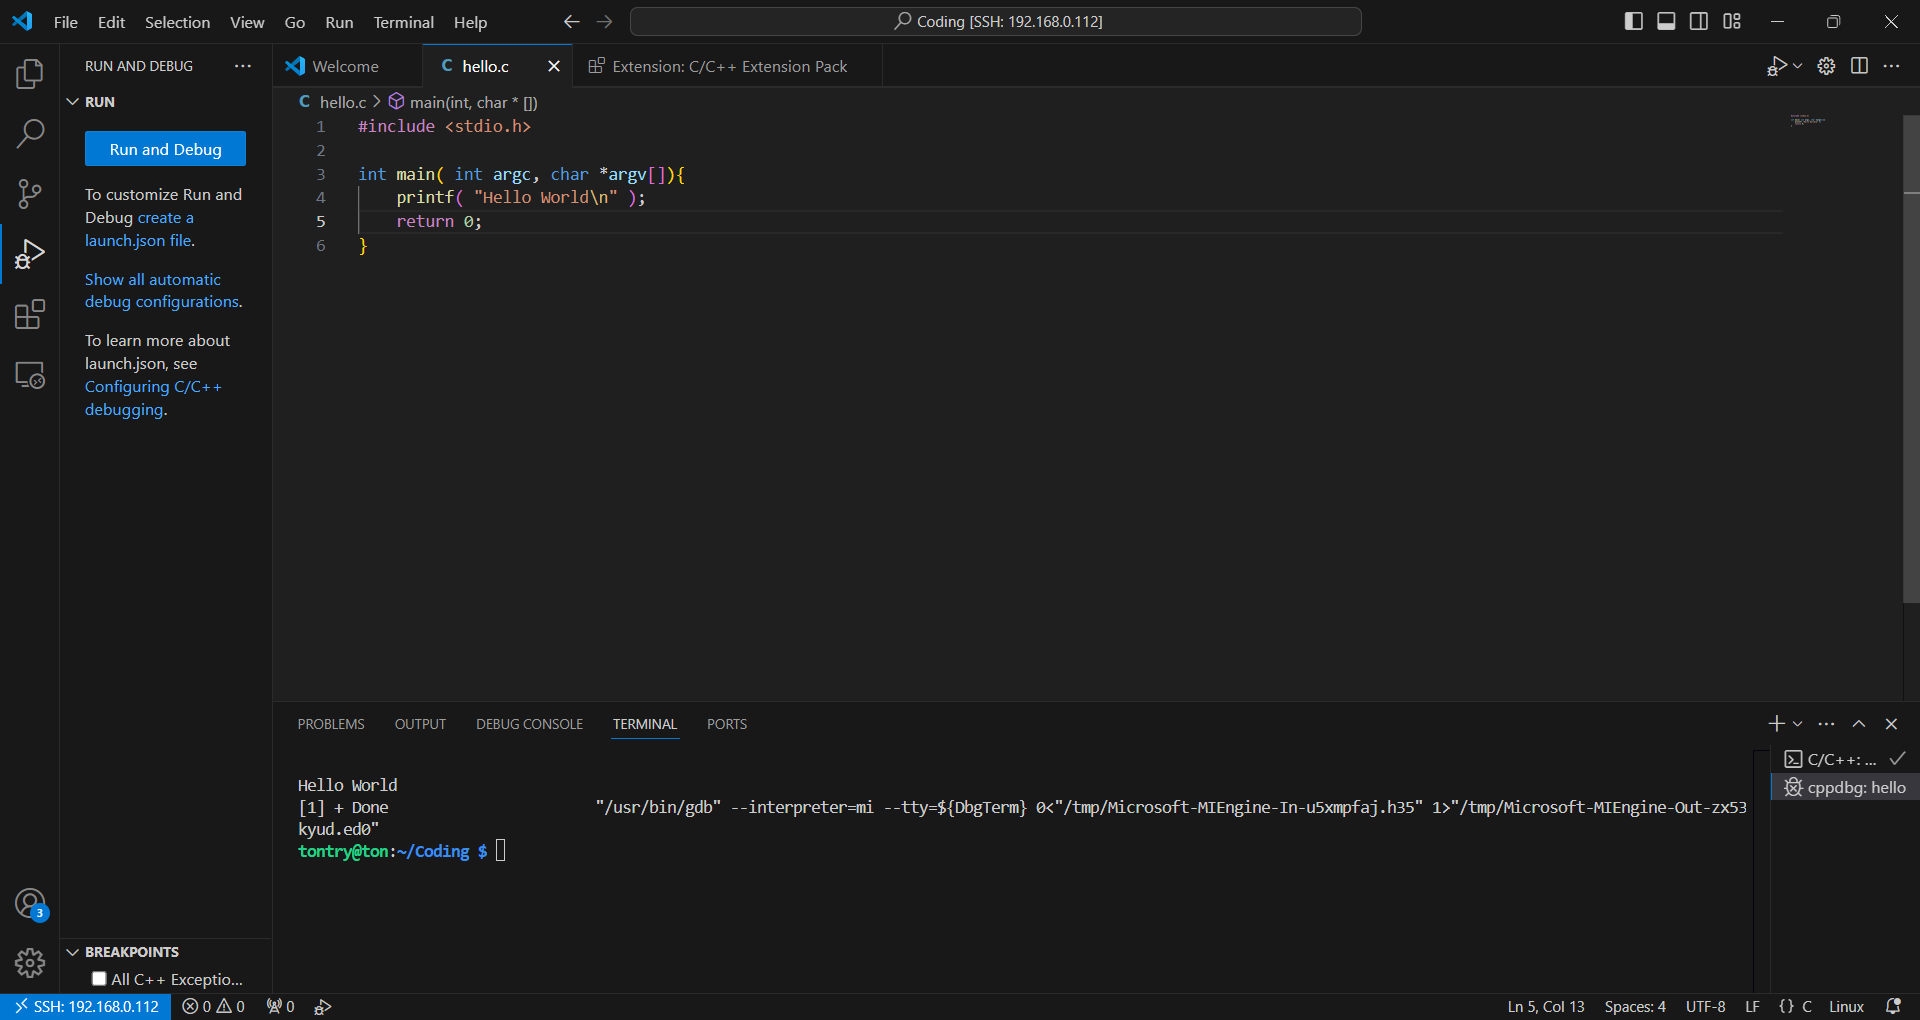 File Edit Selection View Go Run Terminal Help
Coding [SSH: 192.168.0.112]
RUN AND DEBUG
RUN
Run and Debug
To customize Run and
Debug create a
launch.json file.
Show all automatic
debug configurations.
To learn more about
launch.json, see
Configuring C/C++
debugging.
BREAKPOINTS
All C++ Exceptio...
Welcome
C hello.c
Extension: C/C++ Extension Pack
C hello.c > main(int, char * [])
1 #include <stdio.h>
2
3 int main( int argc, char *argv[]){
4 printf( "Hello World\n" );
5 return 0;
6 }
PROBLEMS OUTPUT DEBUG CONSOLE TERMINAL PORTS
Hello World
[1] + Done "/usr/bin/gdb" --interpreter=mi --tty=${DbgTerm} 0<"/tmp/Microsoft-MIEngine-In-u5xmpfaj.h35" 1>"/tmp/Microsoft-MIEngine-Out-zx53
kyud.ed0"
tontry@ton:~/Coding $
C/C++: ...
cppdbg: hello
3
SSH: 192.168.0.112 0 0 0
Ln 5, Col 13 Spaces: 4 UTF-8 LF {} C Linux